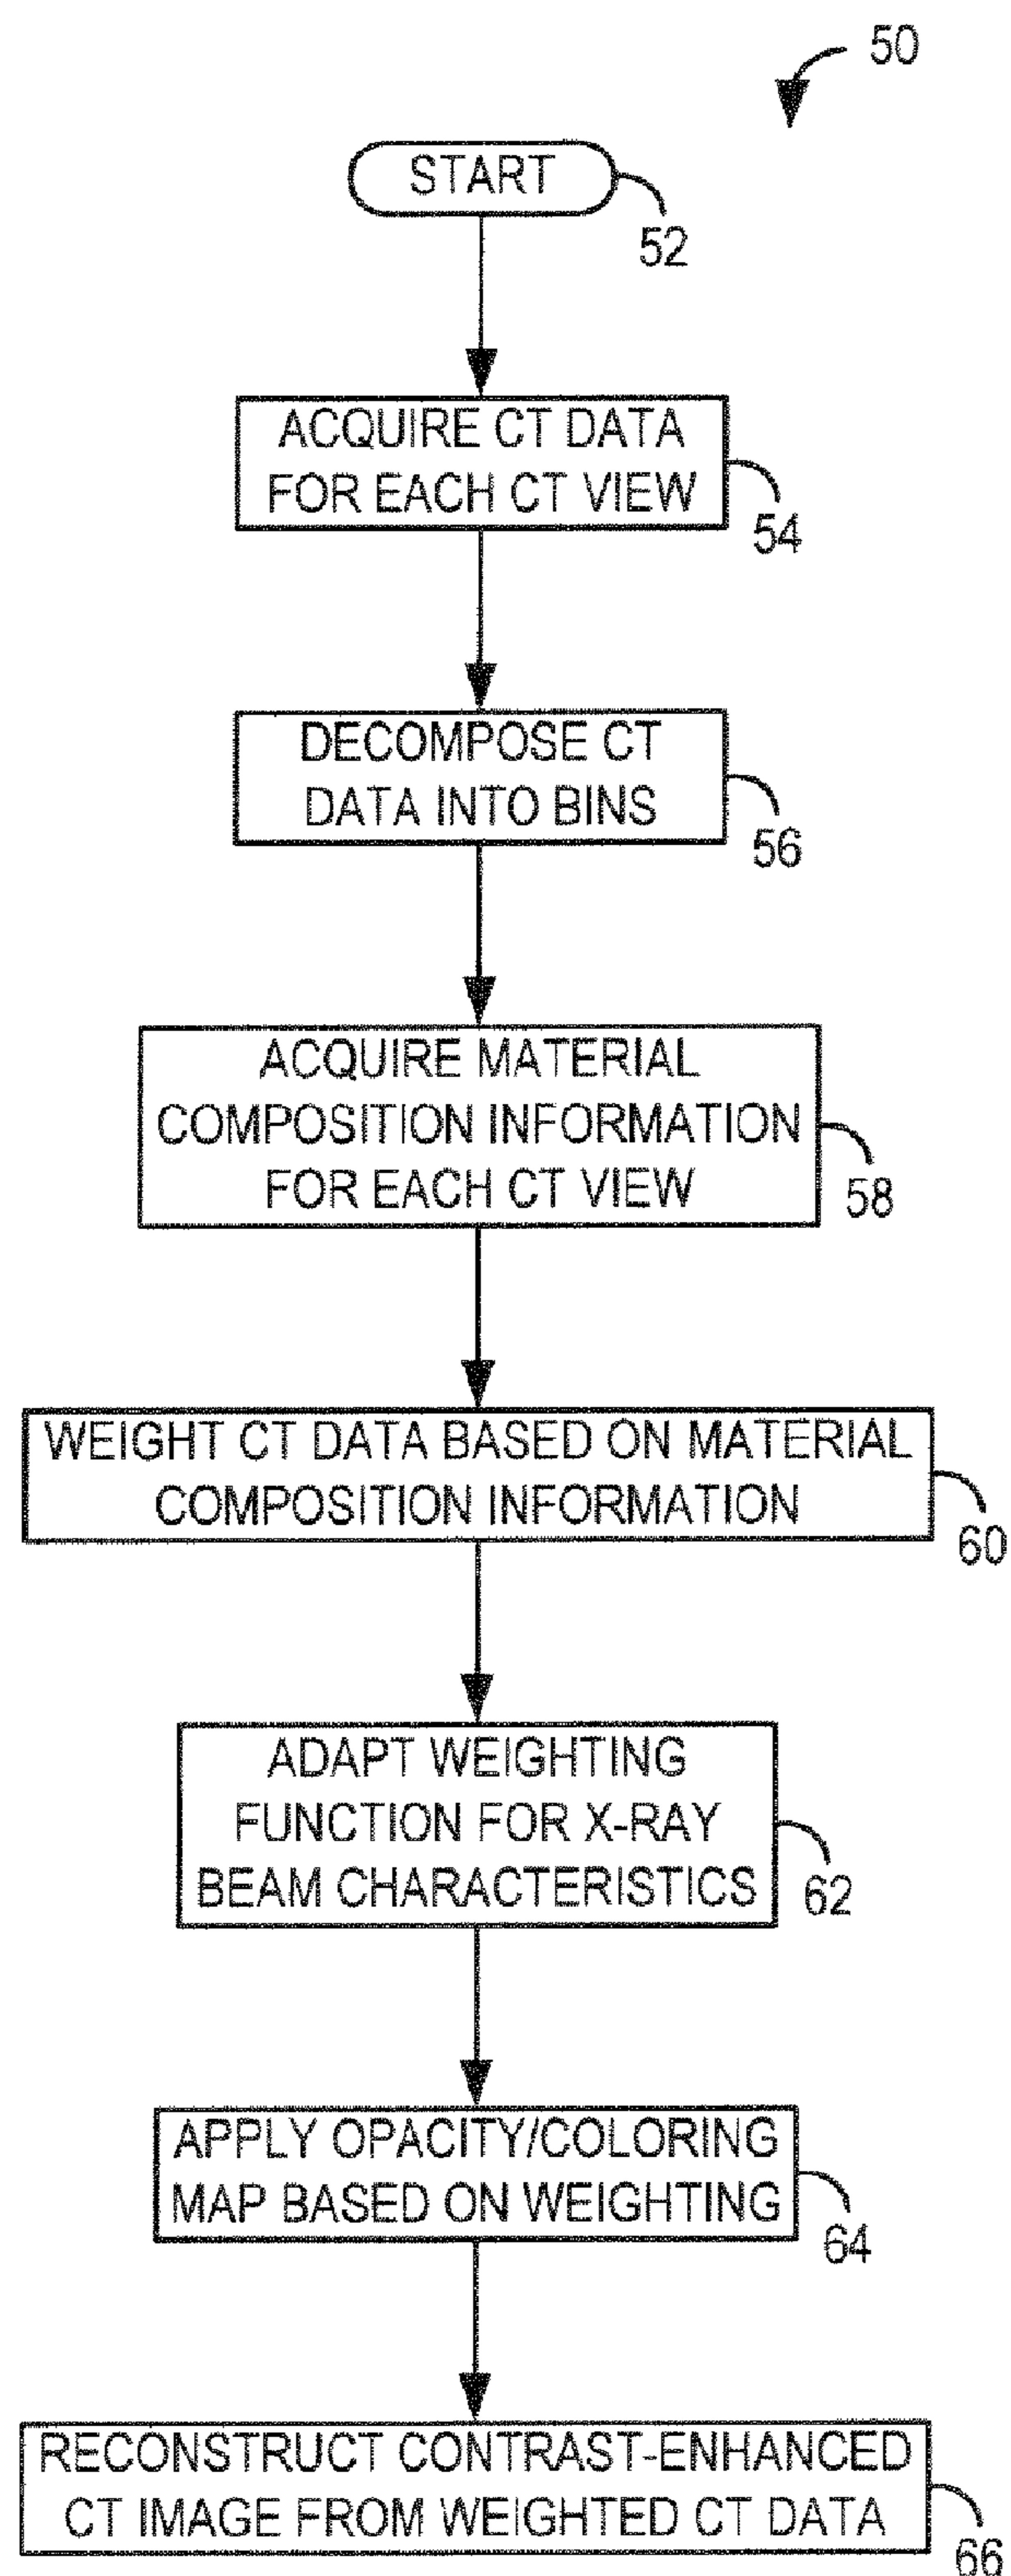 50
START
52
ACQUIRE CT DATA
FOR EACH CT VIEW
54
DECOMPOSE CT
DATA INTO BINS
56
ACQUIRE MATERIAL
COMPOSITION INFORMATION
FOR EACH CT VIEW
58
WEIGHT CT DATA BASED ON MATERIAL
COMPOSITION INFORMATION
60
ADAPT WEIGHTING
FUNCTION FOR X-RAY
BEAM CHARACTERISTICS
62
APPLY OPACITY/COLORING
MAP BASED ON WEIGHTING
64
RECONSTRUCT CONTRAST-ENHANCED
CT IMAGE FROM WEIGHTED CT DATA
66